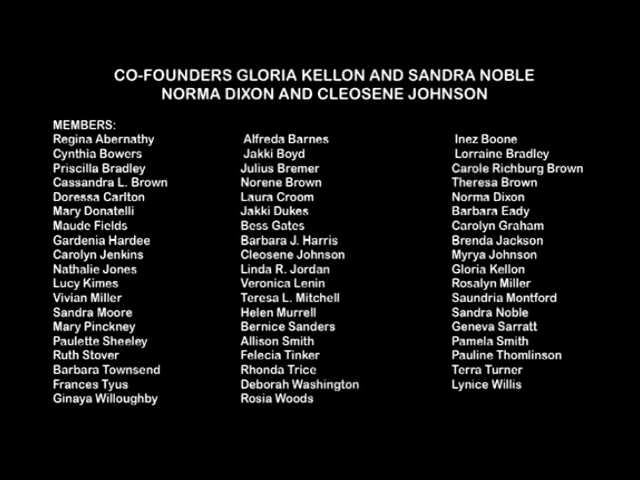 CO-FOUNDERS GLORIA KELLON AND SANDRA NOBLE
NORMA DIXON AND CLEOSENE JOHNSON
MEMBERS:
Regina Abernathy Alfreda Barnes Inez Boone
Cynthia Bowers Jakki Boyd Lorraine Bradley
Priscilla Bradley Julius Bremer Carole Richburg Brown
Cassandra L. Brown Norene Brown Theresa Brown
Doressa Carlton Laura Croom Norma Dixon
Mary Donatelli Jakki Dukes Barbara Eady
Maude Fields Bess Gates Carolyn Graham
Gardenia Hardee Barbara J. Harris Brenda Jackson
Carolyn Jenkins Cleosene Johnson Myrya Johnson
Nathalie Jones Linda R. Jordan Gloria Kellon
Lucy Kimes Veronica Lenin Rosalyn Miller
Vivian Miller Teresa L. Mitchell Saundria Montford
Sandra Moore Helen Murrell Sandra Noble
Mary Pinckney Bernice Sanders Geneva Sarratt
Paulette Sheeley Allison Smith Pamela Smith
Ruth Stover Felecia Tinker Pauline Thomlinson
Barbara Townsend Rhonda Trice Terra Turner
Frances Tyus Deborah Washington Lynice Willis
Ginaya Willoughby Rosia Woods